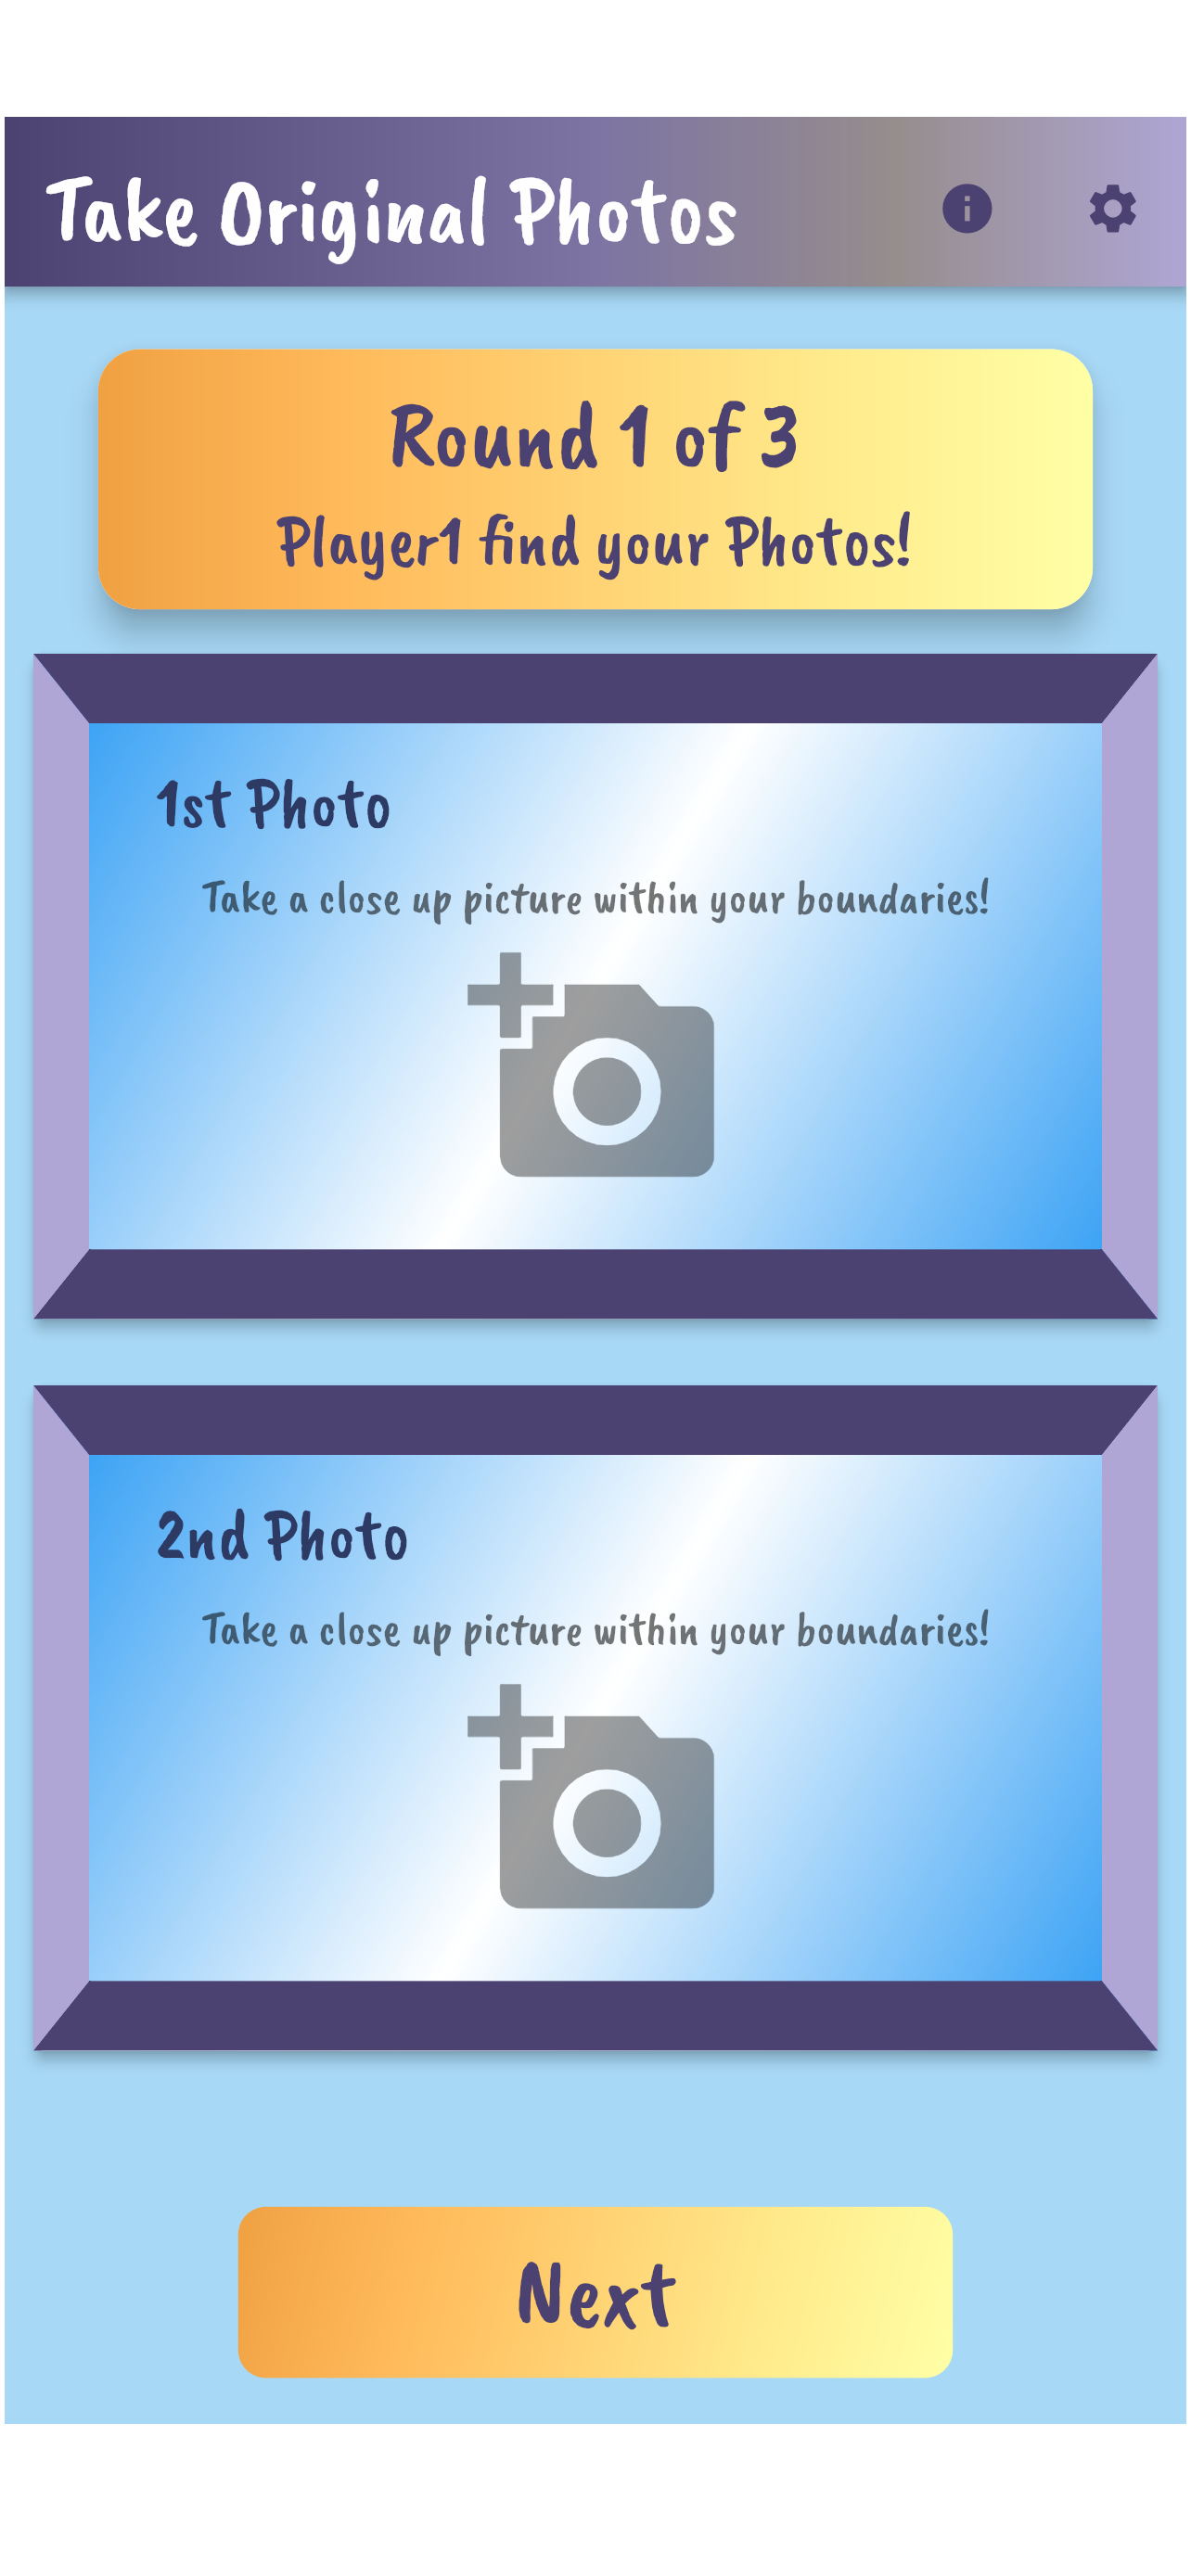 Take Original Photos
Round 1 of 3
Player1 find your Photos!
1st Photo
Take a close up picture within your boundaries!
2nd Photo
Take a close up picture within your boundaries!
Next